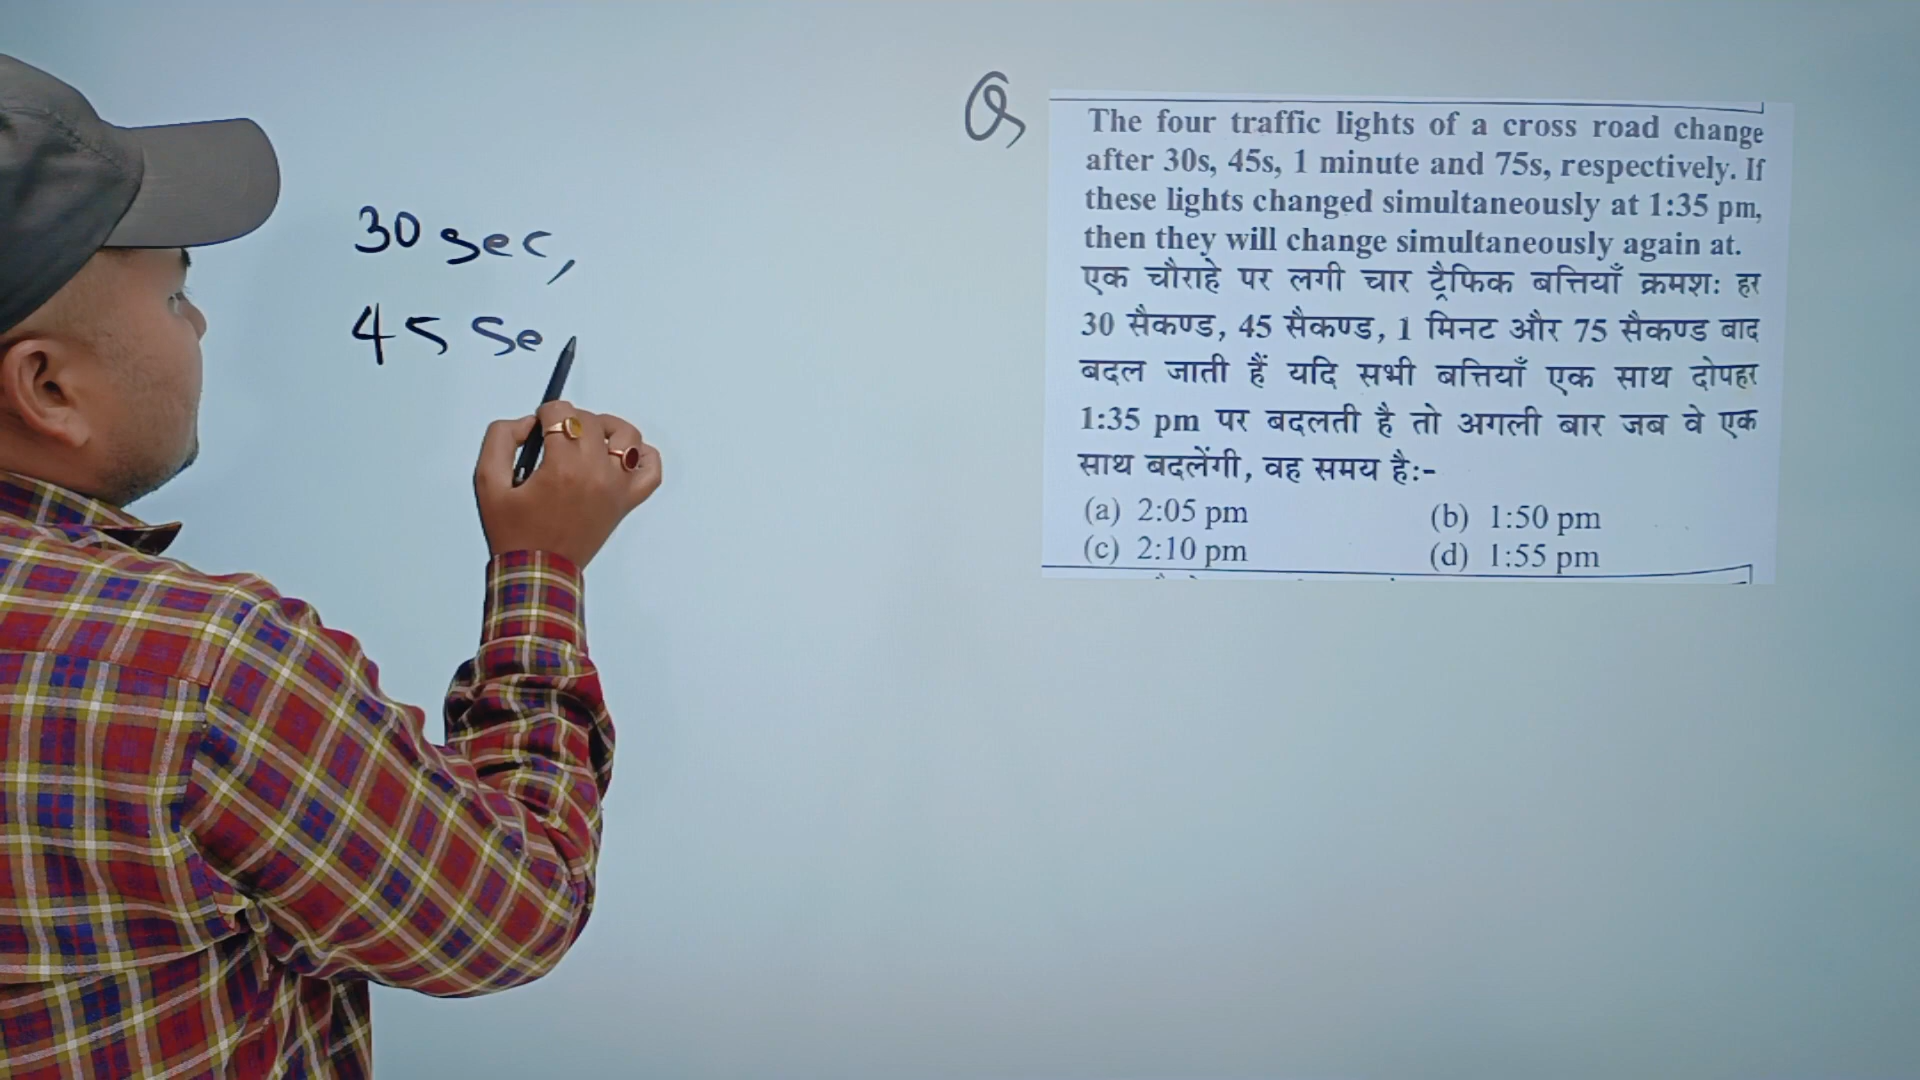 30 sec,
45 Se
Q
The four traffic lights of a cross road change
after 30s, 45s, 1 minute and 75s, respectively. If
these lights changed simultaneously at 1:35 pm,
then they will change simultaneously again at.
एक चौराहे पर लगी चार ट्रैफिक बत्तियाँ क्रमशः हर
30 सैकण्ड, 45 सैकण्ड, 1 मिनट और 75 सैकण्ड बाद
बदल जाती हैं यदि सभी बत्तियाँ एक साथ दोपहर
1:35 pm पर बदलती है तो अगली बार जब वे एक
साथ बदलेंगी, वह समय है:-
(a) 2:05 pm (b) 1:50 pm
(c) 2:10 pm (d) 1:55 pm